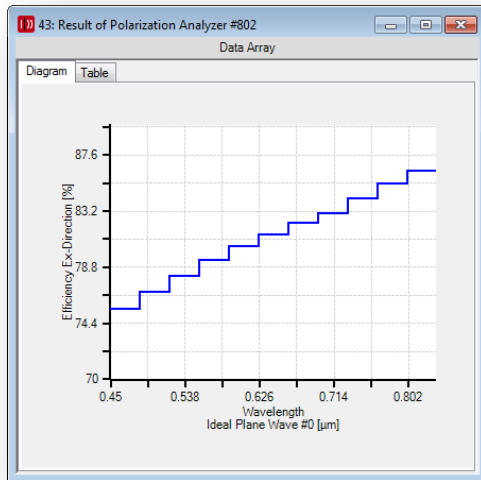 43: Result of Polarization Analyzer #802
Data Array
Diagram
Table
Efficiency Ex-Direction [%]
87.6
83.2
78.8
74.4
70
0.45
0.538
0.626
0.714
0.802
Wavelength
Ideal Plane Wave #0 [µm]